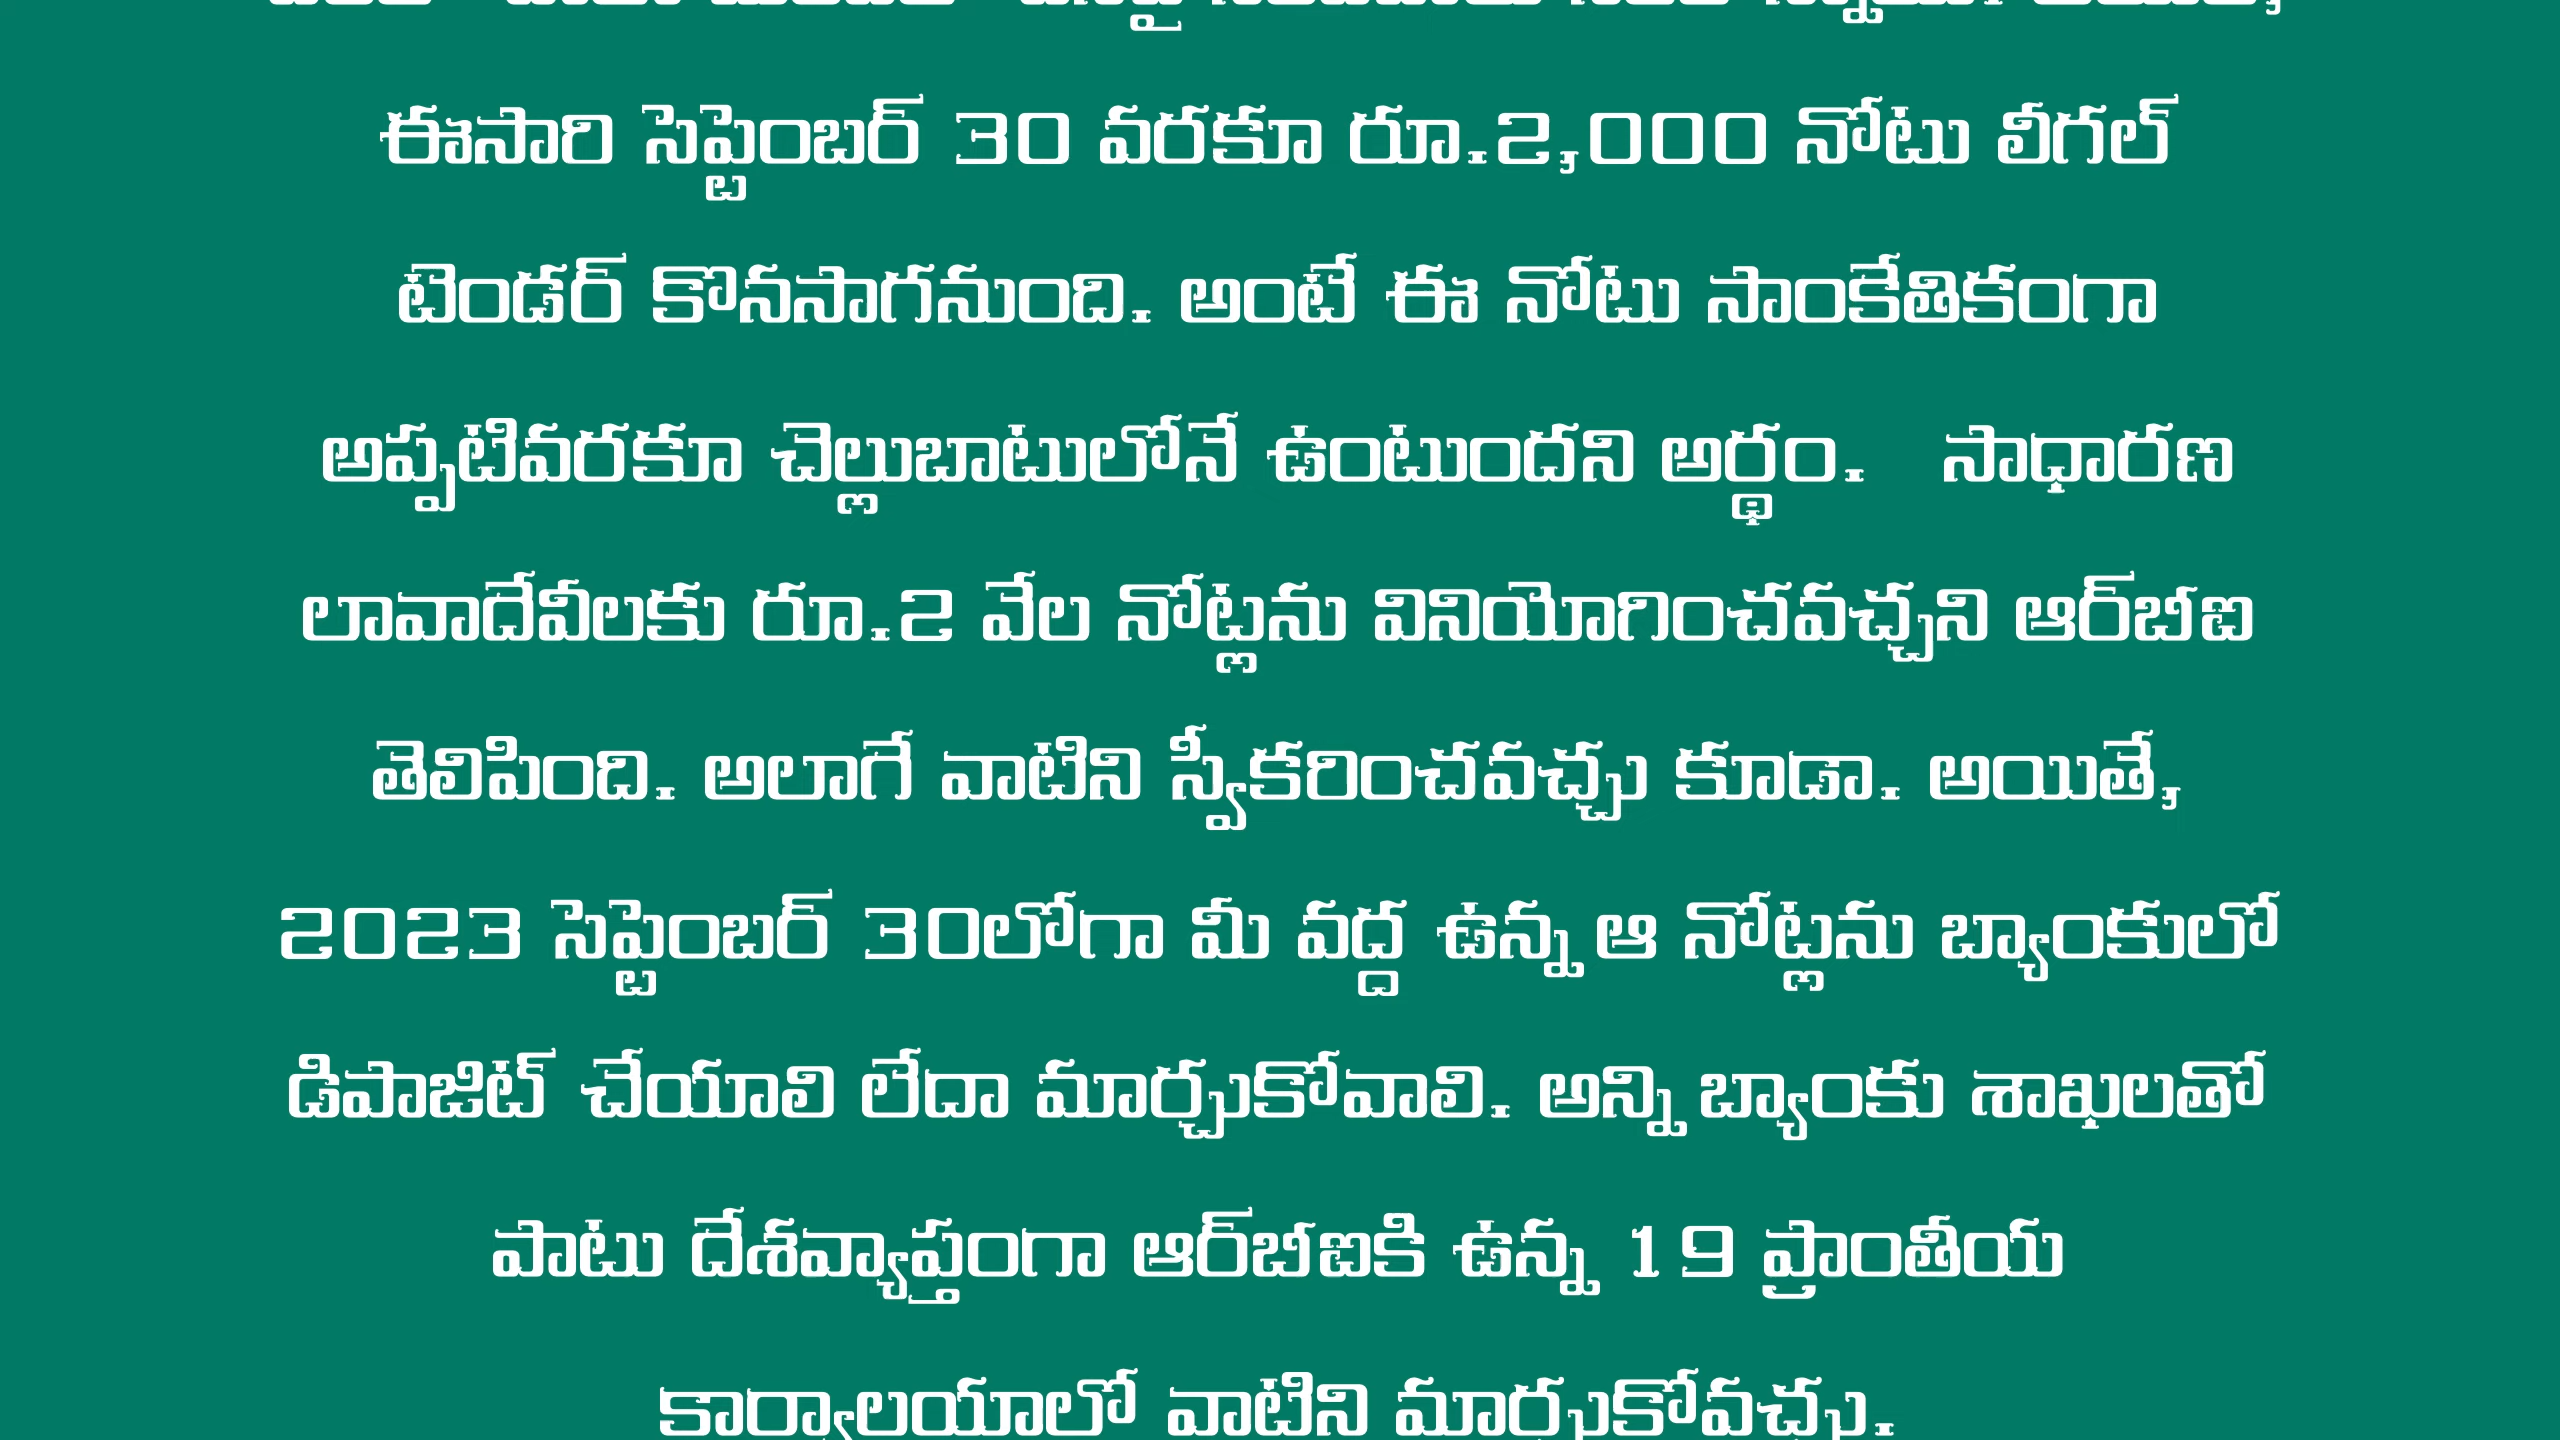 ఈసారి సెప్టెంబర్ 30 వరకూ రూ.2,000 నోటు లీగల్
టెండర్ కొనసాగనుంది. అంటే ఈ నోటు సాంకేతికంగా
అప్పటివరకూ చెల్లుబాటులోనే ఉంటుందని అర్థం. సాధారణ
లావాదేవీలకు రూ.2 వేల నోట్లను వినియోగించవచ్చని ఆర్‌బీఐ
తెలిపింది. అలాగే వాటిని స్వీకరించవచ్చు కూడా. అయితే,
2023 సెప్టెంబర్ 30లోగా మీ వద్ద ఉన్న ఆ నోట్లను బ్యాంకులో
డిపాజిట్ చేయాలి లేదా మార్చుకోవాలి. అన్ని బ్యాంకు శాఖలతో
పాటు దేశవ్యాప్తంగా ఆర్‌బీఐకి ఉన్న 19 ప్రాంతీయ
కార్యాలయాలో వాటిని మార్చుకోవచ్చు.